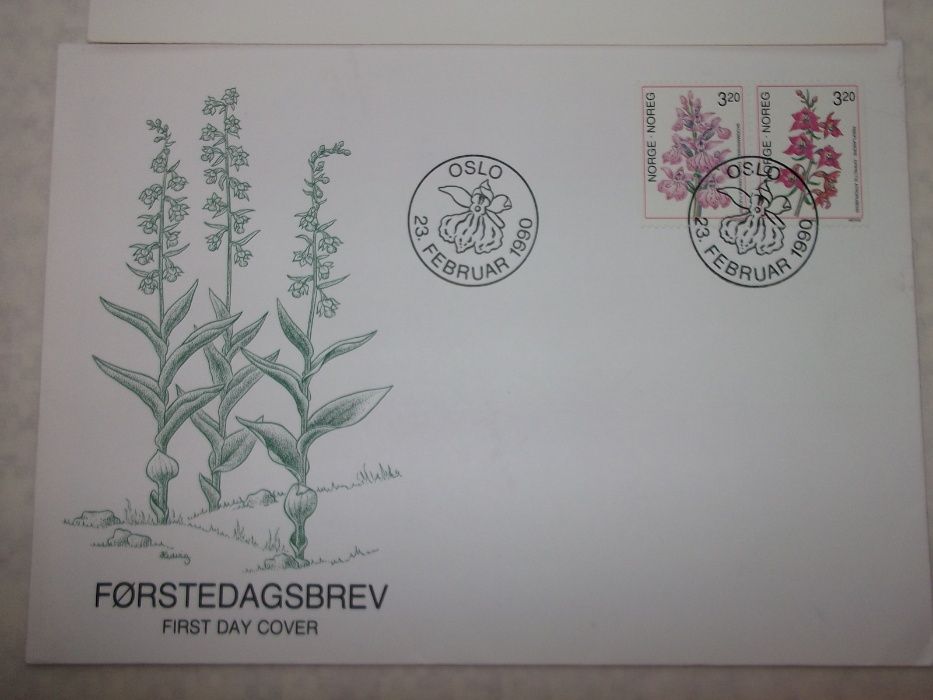 NORGE · NOREG
3 20
NORGE · NOREG
3 20
OSLO
23. FEBRUAR 1990
OSLO
23. FEBRUAR 1990
FØRSTEDAGSBREV
FIRST DAY COVER